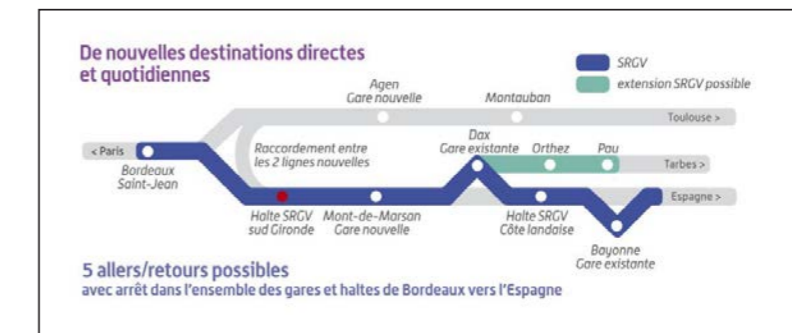 De nouvelles destinations directes
et quotidiennes
SRGV
extension SRGV possible
Agen
Gare nouvelle
Montauban
Toulouse >
< Paris
Bordeaux
Saint-Jean
Raccordement entre
les 2 lignes nouvelles
Dax
Gare existante
Orthez
Pau
Tarbes >
Espagne >
Halte SRGV
sud Gironde
Mont-de-Marsan
Gare nouvelle
Halte SRGV
Côte landaise
Bayonne
Gare existante
5 allers/retours possibles
avec arrêt dans l'ensemble des gares et haltes de Bordeaux vers l'Espagne